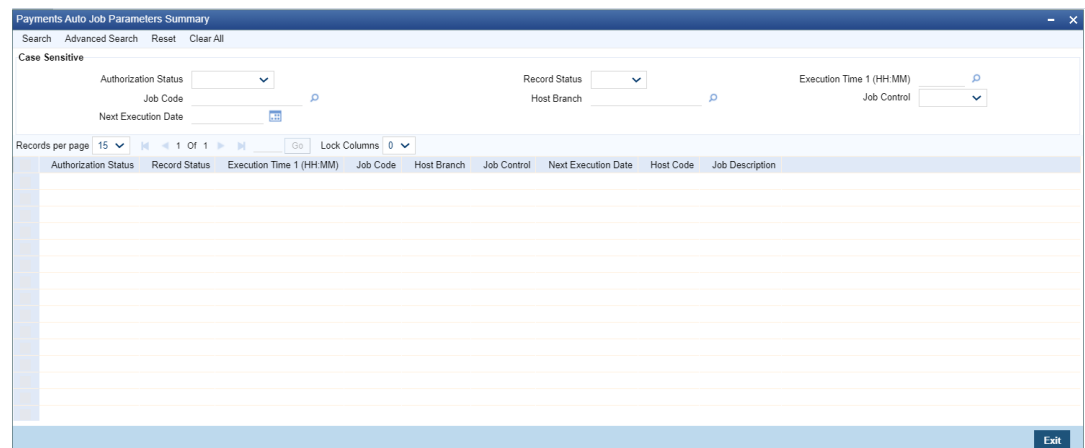 Payments Auto Job Parameters Summary
Search Advanced Search Reset Clear All
Case Sensitive
Authorization Status Record Status Execution Time 1 (HH:MM)
Job Code Host Branch Job Control
Next Execution Date
Records per page 15 1 Of 1 Go Lock Columns 0
Authorization Status Record Status Execution Time 1 (HH:MM) Job Code Host Branch Job Control Next Execution Date Host Code Job Description
Exit